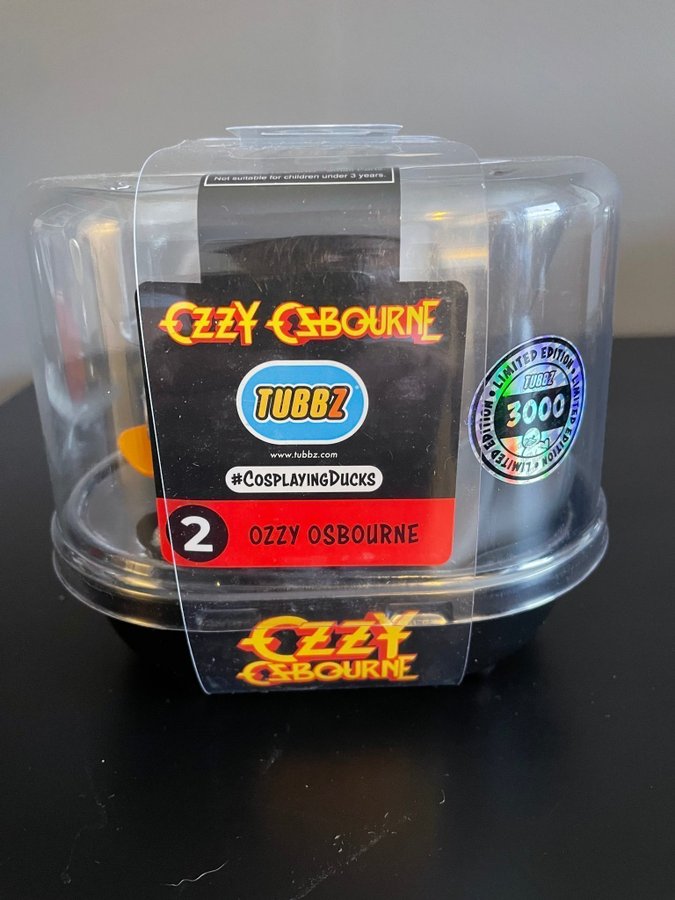 Not suitable for children under 3 years.
OZZY OSBOURNE
TUBBZ
www.tubbz.com
#COSPLAYINGDUCKS
2 OZZY OSBOURNE
LIMITED EDITION • LIMITED EDITION • LIMITED EDITION
TUBBZ
3000
OZZY
OSBOURNE